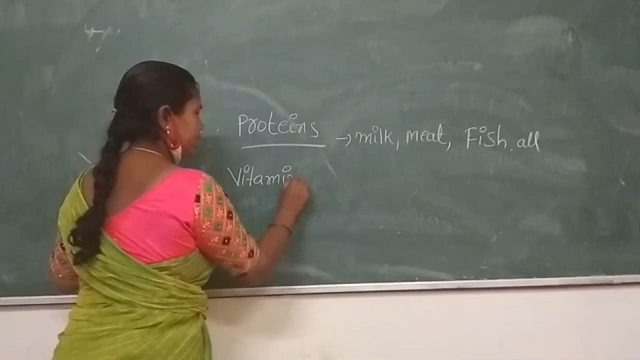 Proteins → milk, meat, Fish. all
Vitami